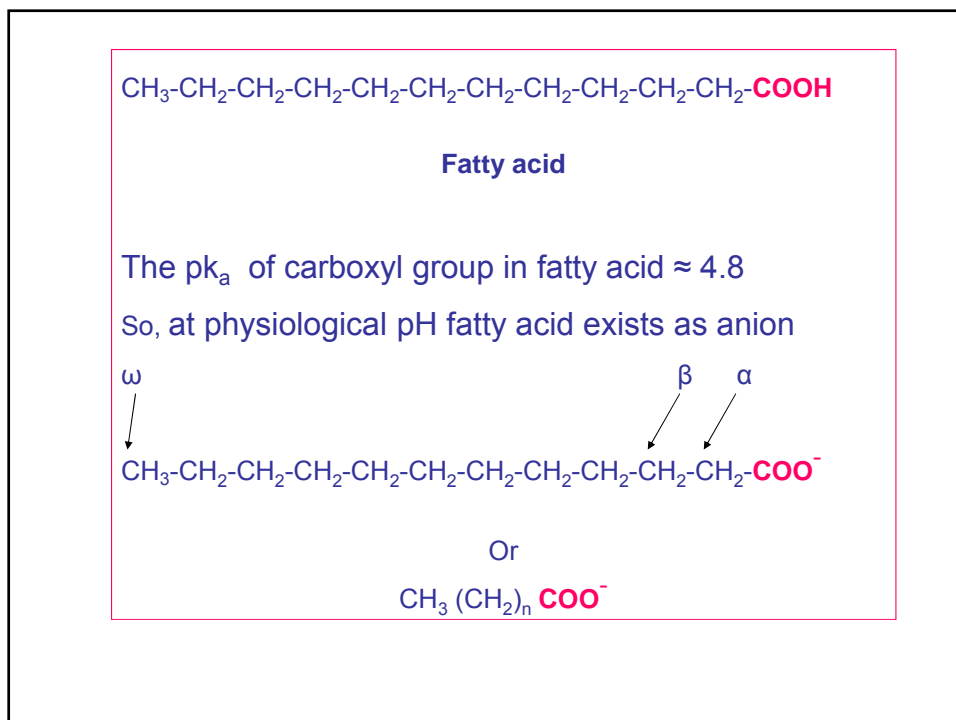 CH₃-CH₂-CH₂-CH₂-CH₂-CH₂-CH₂-CH₂-CH₂-CH₂-CH₂-COOH
Fatty acid
The pkₐ of carboxyl group in fatty acid ≈ 4.8
So, at physiological pH fatty acid exists as anion
ω β α
CH₃-CH₂-CH₂-CH₂-CH₂-CH₂-CH₂-CH₂-CH₂-CH₂-CH₂-COO⁻
Or
CH₃ (CH₂)ₙ COO⁻